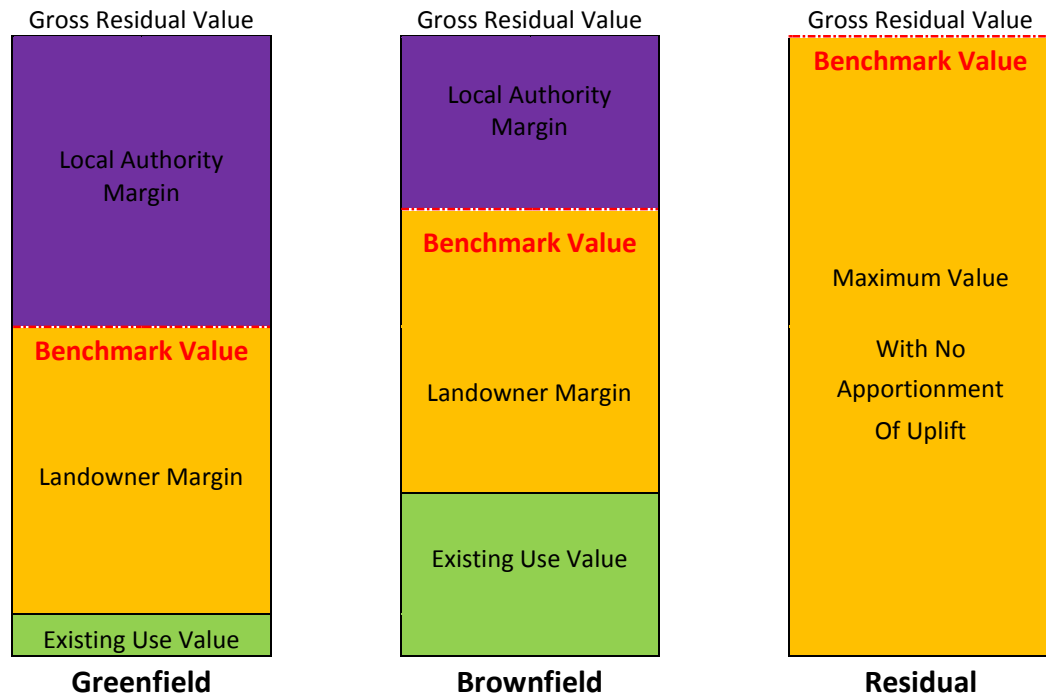 Gross Residual Value
Local Authority
Margin
Benchmark Value
Landowner Margin
Existing Use Value
Greenfield
Gross Residual Value
Local Authority
Margin
Benchmark Value
Landowner Margin
Existing Use Value
Brownfield
Gross Residual Value
Benchmark Value
Maximum Value
With No
Apportionment
Of Uplift
Residual